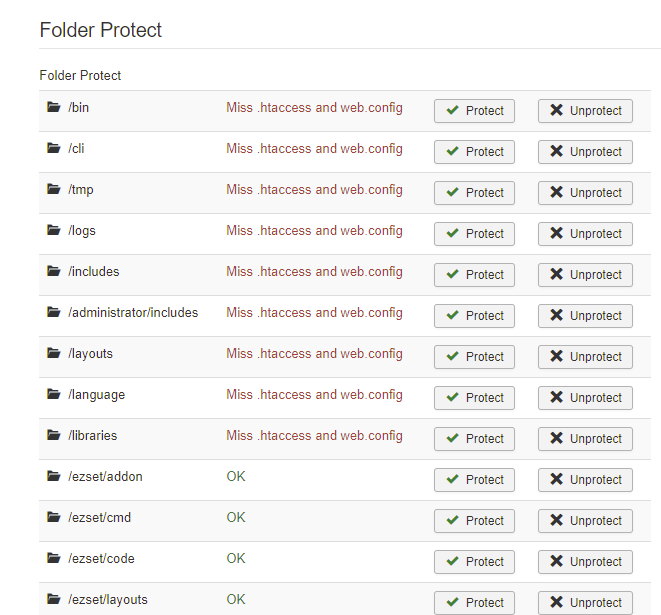 Folder Protect
Folder Protect
/bin Miss .htaccess and web.config Protect Unprotect
/cli Miss .htaccess and web.config Protect Unprotect
/tmp Miss .htaccess and web.config Protect Unprotect
/logs Miss .htaccess and web.config Protect Unprotect
/includes Miss .htaccess and web.config Protect Unprotect
/administrator/includes Miss .htaccess and web.config Protect Unprotect
/layouts Miss .htaccess and web.config Protect Unprotect
/language Miss .htaccess and web.config Protect Unprotect
/libraries Miss .htaccess and web.config Protect Unprotect
/ezset/addon OK Protect Unprotect
/ezset/cmd OK Protect Unprotect
/ezset/code OK Protect Unprotect
/ezset/layouts OK Protect Unprotect